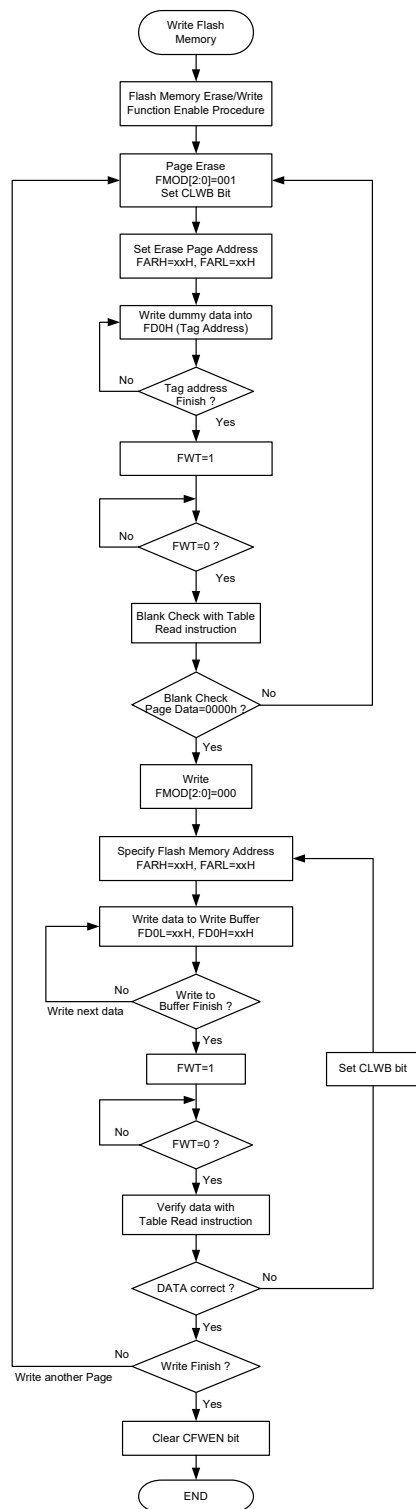 Write Flash
Memory
Flash Memory Erase/Write
Function Enable Procedure
Page Erase
FMOD[2:0]=001
Set CLWB Bit
Set Erase Page Address
FARH=xxH, FARL=xxH
Write dummy data into
FD0H (Tag Address)
No
Tag address
Finish ?
Yes
FWT=1
No
FWT=0 ?
Yes
Blank Check with Table
Read instruction
Blank Check
Page Data=0000h ?
No
Yes
Write
FMOD[2:0]=000
Specify Flash Memory Address
FARH=xxH, FARL=xxH
Write data to Write Buffer
FD0L=xxH, FD0H=xxH
No
Write to
Buffer Finish ?
Write next data
Yes
FWT=1
Set CLWB bit
No
FWT=0 ?
Yes
Verify data with
Table Read instruction
DATA correct ?
No
Yes
No
Write Finish ?
Write another Page
Yes
Clear CFWEN bit
END